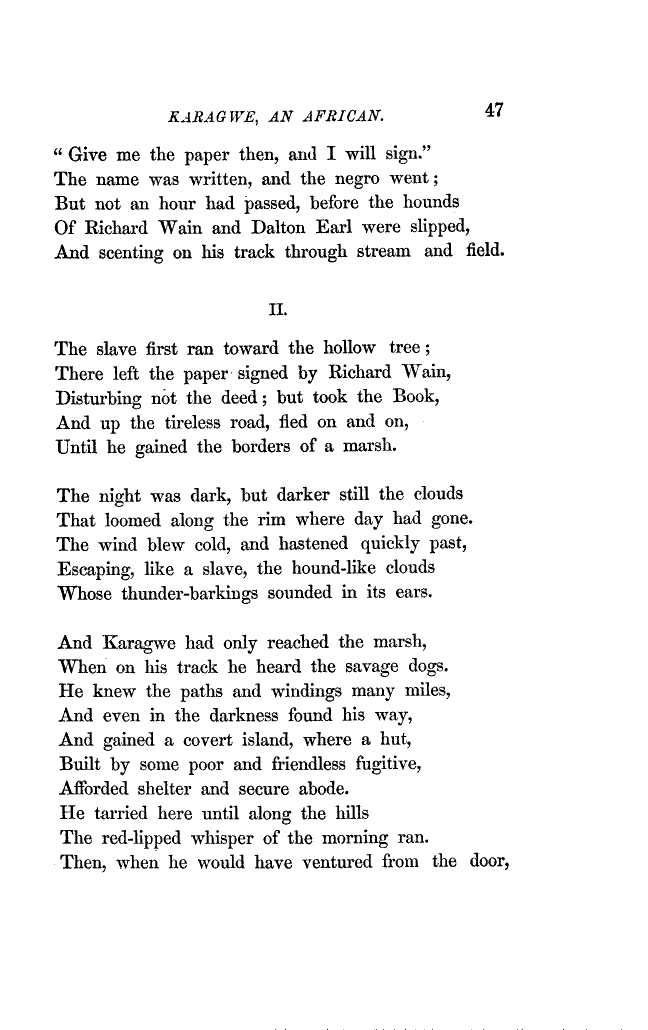 KARAGWE, AN AFRICAN. 47
“ Give me the paper then, and I will sign.”
The name was written, and the negro went ;
But not an hour had passed, before the hounds
Of Richard Wain and Dalton Earl were slipped,
And scenting on his track through stream and field.
II.
The slave first ran toward the hollow tree ;
There left the paper signed by Richard Wain,
Disturbing not the deed ; but took the Book,
And up the tireless road, fled on and on,
Until he gained the borders of a marsh.
The night was dark, but darker still the clouds
That loomed along the rim where day had gone.
The wind blew cold, and hastened quickly past,
Escaping, like a slave, the hound-like clouds
Whose thunder-barkings sounded in its ears.
And Karagwe had only reached the marsh,
When on his track he heard the savage dogs.
He knew the paths and windings many miles,
And even in the darkness found his way,
And gained a covert island, where a hut,
Built by some poor and friendless fugitive,
Afforded shelter and secure abode.
He tarried here until along the hills
The red-lipped whisper of the morning ran.
Then, when he would have ventured from the door,